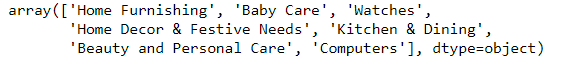 array(['Home Furnishing', 'Baby Care', 'Watches',
'Home Decor & Festive Needs', 'Kitchen & Dining',
'Beauty and Personal Care', 'Computers'], dtype=object)